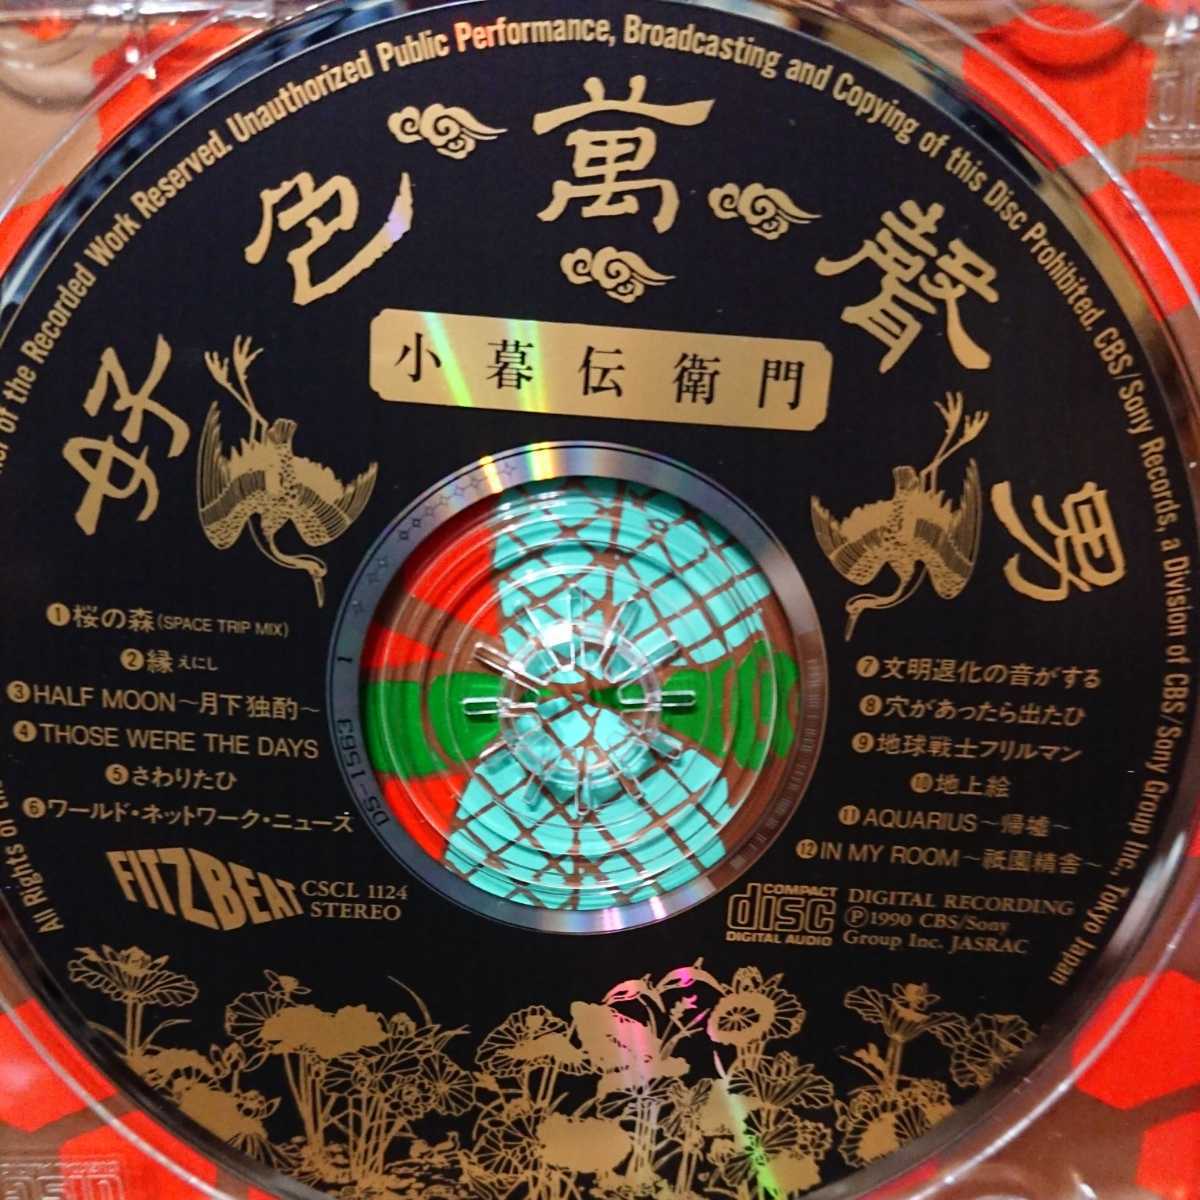 All Rights of the
of the Recorded Work Reserved. Unauthorized Public Performance, Broadcasting and Copying of this Disc Prohibited. CBS/Sony Records, a Division of CBS/Sony Group Inc., Tokyo Japan
好色萬聲男
小暮伝衛門
❶桜の森(SPACE TRIP MIX)
❷縁えにし
❸HALF MOON～月下独酌～
❹THOSE WERE THE DAYS
❺さわりたひ
❻ワールド・ネットワーク・ニューズ
❼文明退化の音がする
❽穴があったら出たひ
❾地球戦士フリルマン
❿地上絵
⓫AQUARIUS～帰墟～
⓬IN MY ROOM～祇園精舎～
DS-1563 1
FITZBEAT
CSCL 1124
STEREO
COMPACT
disc
DIGITAL AUDIO
DIGITAL RECORDING
Ⓟ1990 CBS/Sony
Group Inc. JASRAC